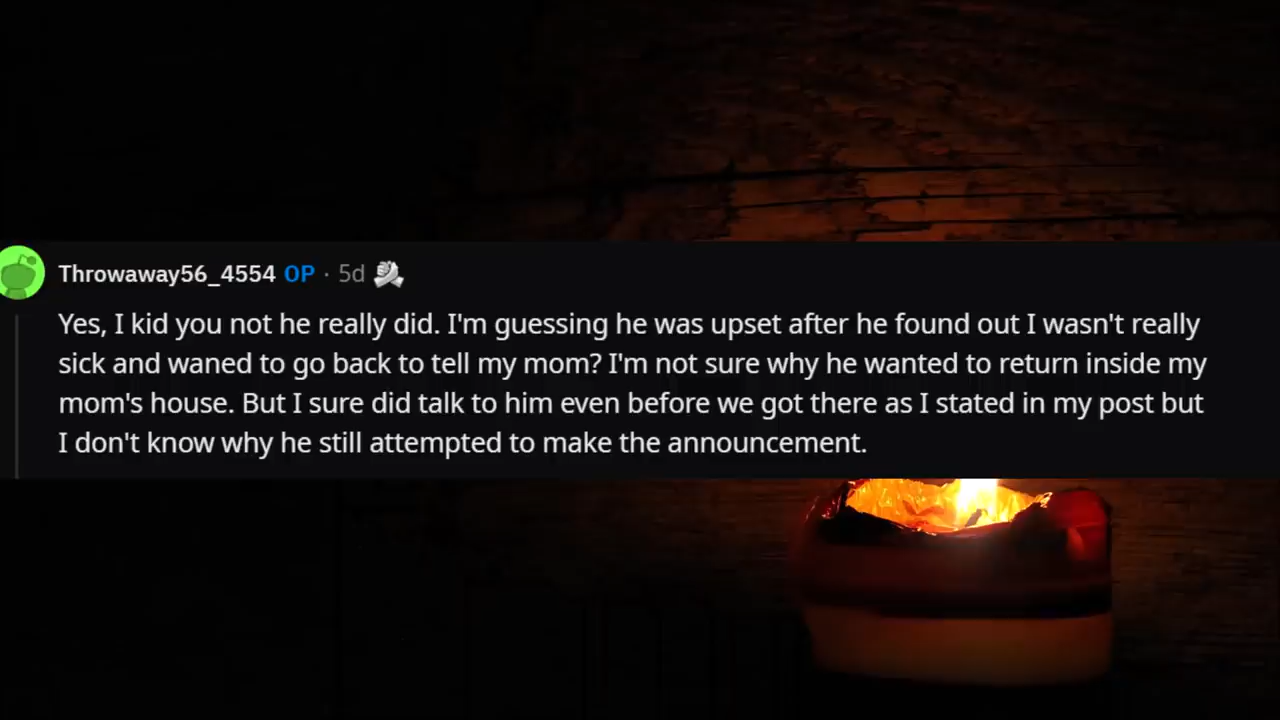 Throwaway56_4554 OP · 5d
Yes, I kid you not he really did. I'm guessing he was upset after he found out I wasn't really
sick and waned to go back to tell my mom? I'm not sure why he wanted to return inside my
mom's house. But I sure did talk to him even before we got there as I stated in my post but
I don't know why he still attempted to make the announcement.